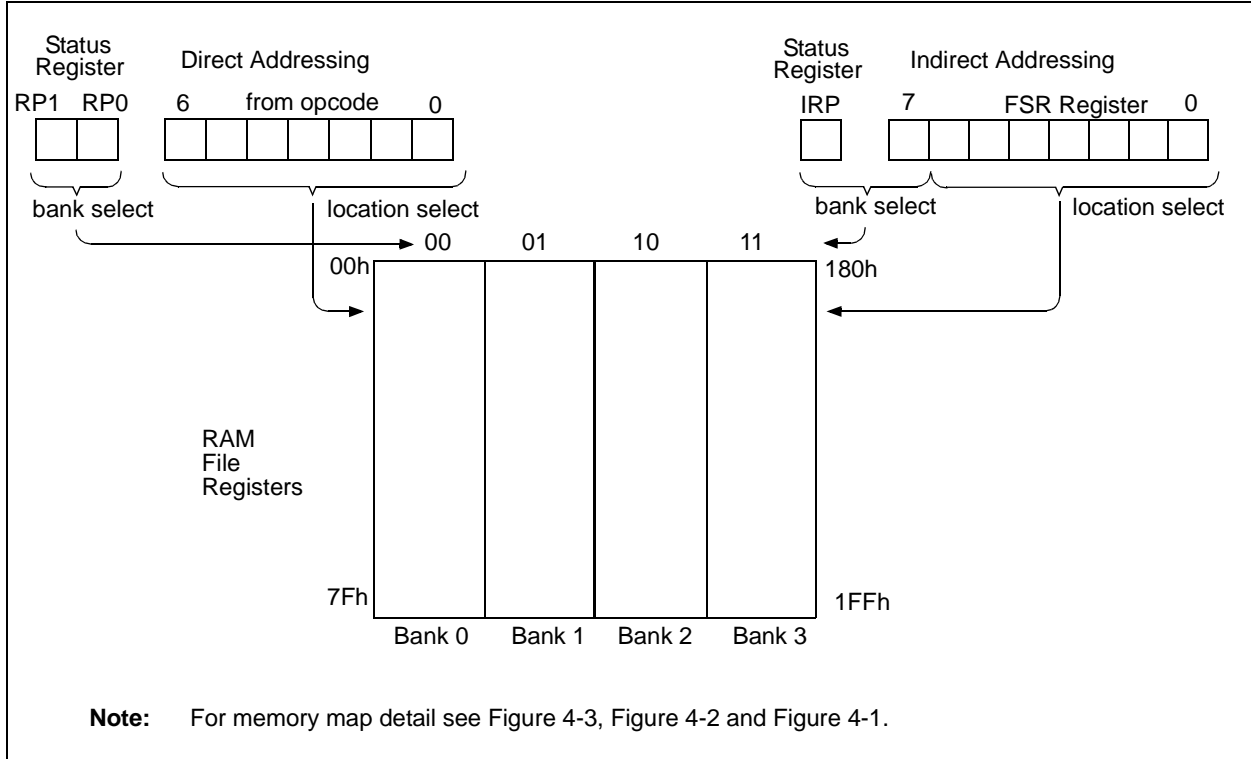 Status
Register
Direct Addressing
RP1 RP0
6 from opcode 0
bank select
location select
Status
Register
Indirect Addressing
IRP
7 FSR Register 0
bank select
location select
00 01 10 11
00h
180h
RAM
File
Registers
7Fh
1FFh
Bank 0 Bank 1 Bank 2 Bank 3
Note: For memory map detail see Figure 4-3, Figure 4-2 and Figure 4-1.